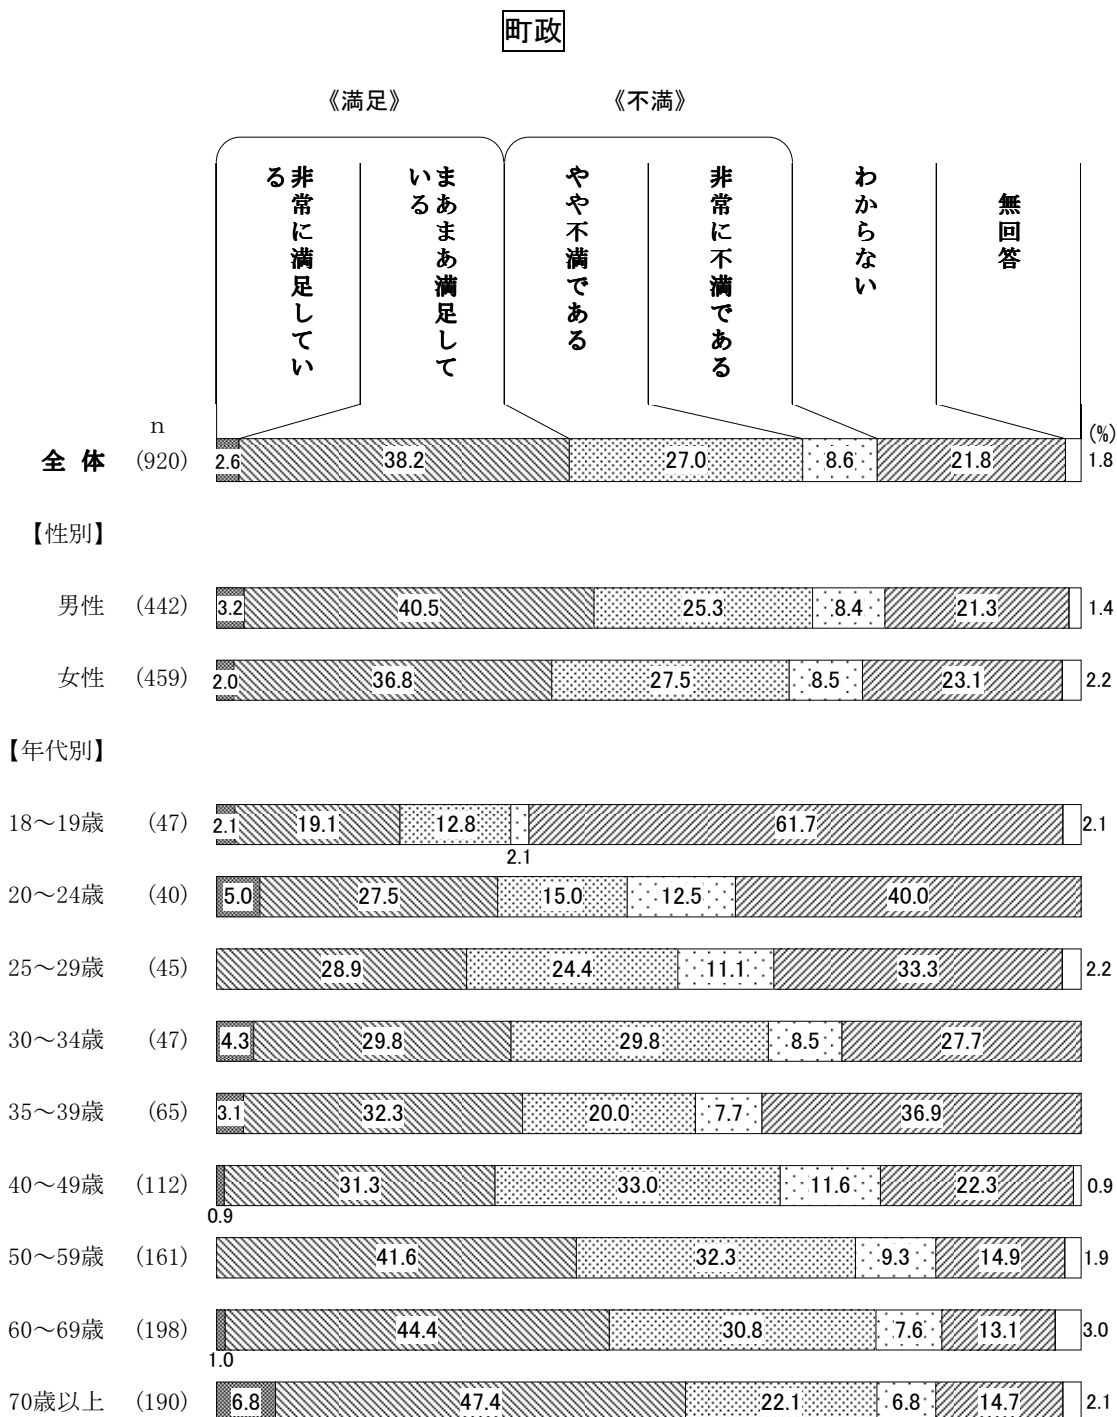 町政
《満足》 《不満》
非常に満足してい
る
まあまあ満足して
いる
やや不満である
非常に不満である
わからない
無回答
n
(%)
全 体 (920) 2.6 38.2 27.0 8.6 21.8 1.8
【性別】
男性 (442) 3.2 40.5 25.3 8.4 21.3 1.4
女性 (459) 2.0 36.8 27.5 8.5 23.1 2.2
【年代別】
18～19歳 (47) 2.1 19.1 12.8 61.7 2.1
2.1
20～24歳 (40) 5.0 27.5 15.0 12.5 40.0
25～29歳 (45) 28.9 24.4 11.1 33.3 2.2
30～34歳 (47) 4.3 29.8 29.8 8.5 27.7
35～39歳 (65) 3.1 32.3 20.0 7.7 36.9
40～49歳 (112) 31.3 33.0 11.6 22.3 0.9
0.9
50～59歳 (161) 41.6 32.3 9.3 14.9 1.9
60～69歳 (198) 44.4 30.8 7.6 13.1 3.0
1.0
70歳以上 (190) 6.8 47.4 22.1 6.8 14.7 2.1